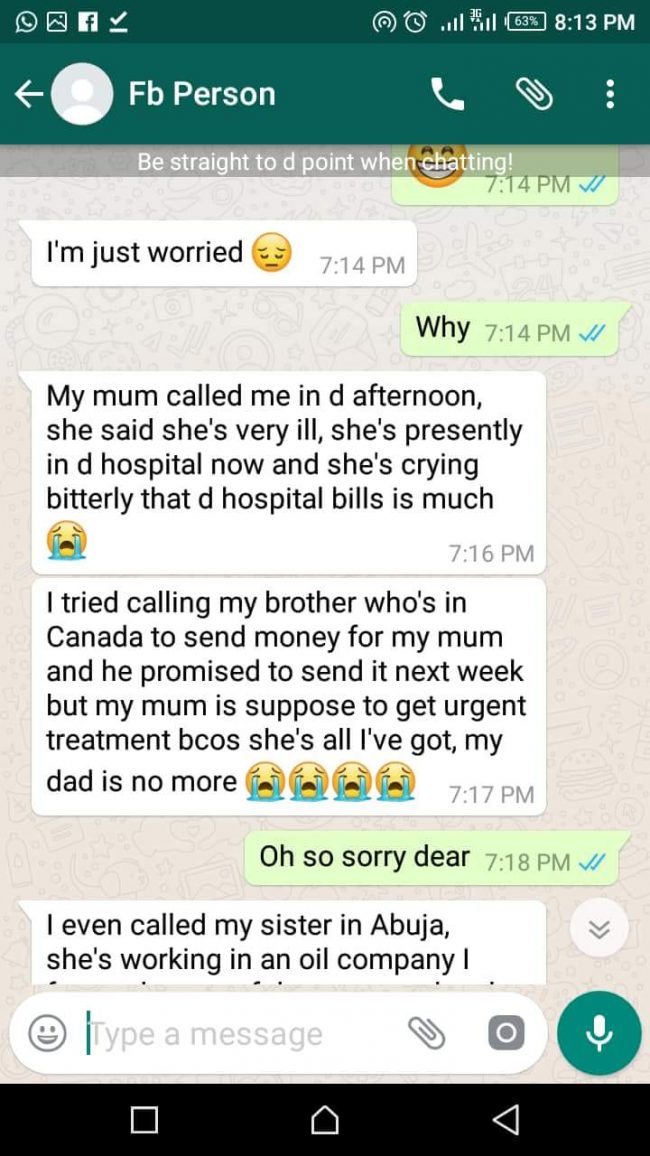 63% 8:13 PM
Fb Person
Be straight to d point when chatting!
7:14 PM
I'm just worried 😔 7:14 PM
Why 7:14 PM
My mum called me in d afternoon,
she said she's very ill, she's presently
in d hospital now and she's crying
bitterly that d hospital bills is much
😭 7:16 PM
I tried calling my brother who's in
Canada to send money for my mum
and he promised to send it next week
but my mum is suppose to get urgent
treatment bcos she's all I've got, my
dad is no more 😭😭😭😭 7:17 PM
Oh so sorry dear 7:18 PM
I even called my sister in Abuja,
she's working in an oil company I
Type a message